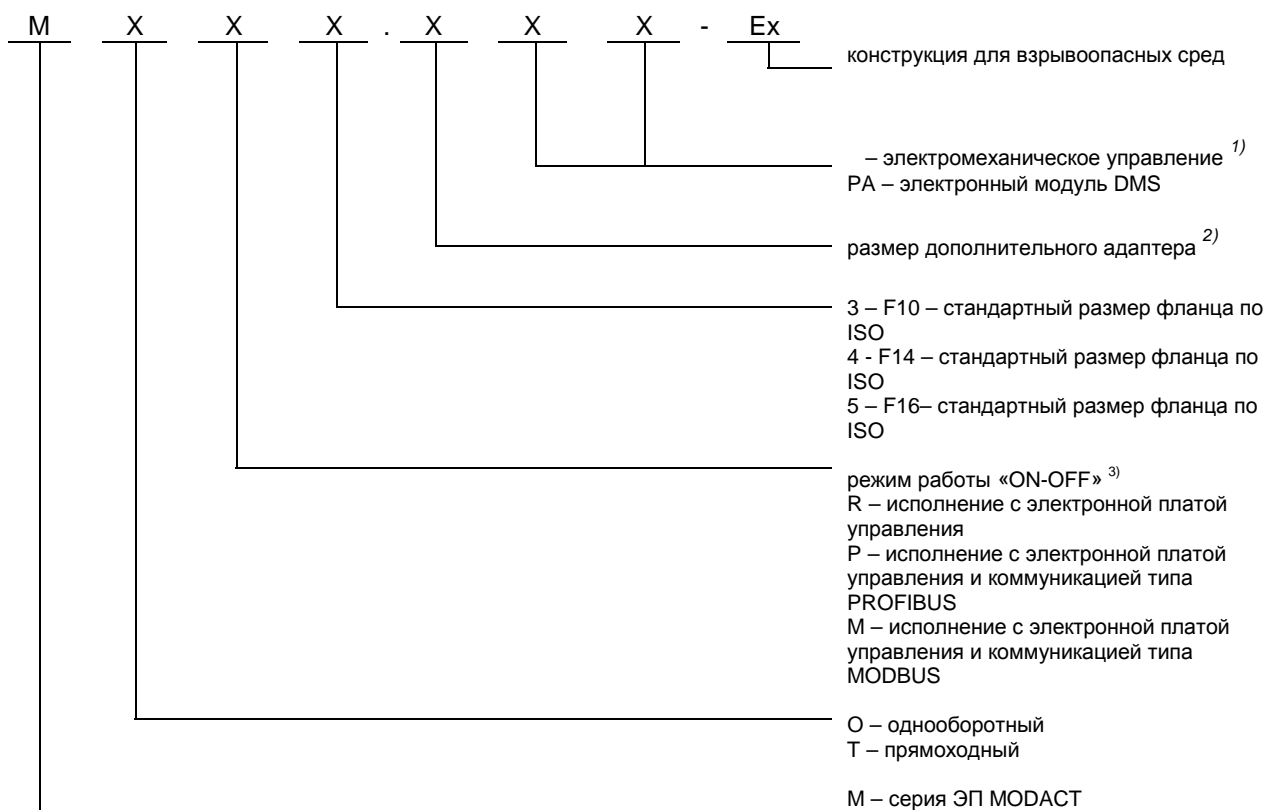 M X X X . X X X - Ex
конструкция для взрывоопасных сред
– электромеханическое управление 1)
PA – электронный модуль DMS
размер дополнительного адаптера 2)
3 – F10 – стандартный размер фланца по
ISO
4 - F14 – стандартный размер фланца по
ISO
5 – F16– стандартный размер фланца по
ISO
режим работы «ON-OFF» 3)
R – исполнение с электронной платой
управления
P – исполнение с электронной платой
управления и коммуникацией типа
PROFIBUS
M – исполнение с электронной платой
управления и коммуникацией типа
MODBUS
O – однооборотный
T – прямоходный
M – серия ЭП MODACT